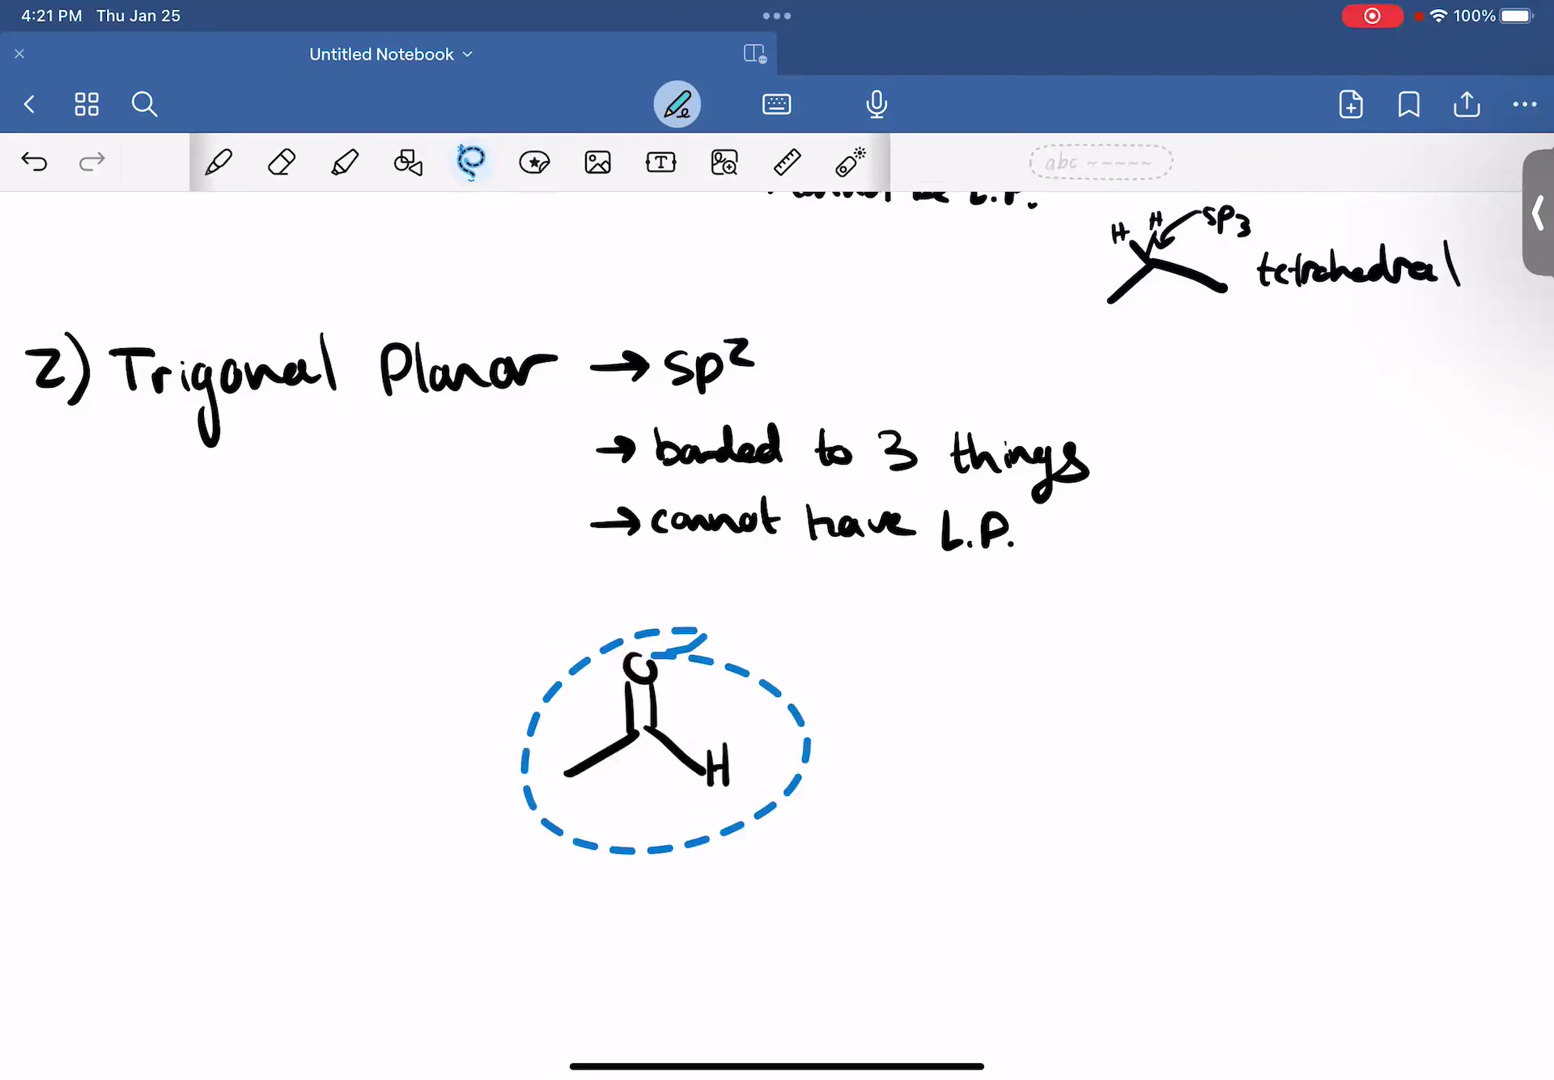 4:21 PM Thu Jan 25
100%
Untitled Notebook
abc
L.P.
H H sp3
tetrahedral
2) Trigonal Planar → sp2
→ bonded to 3 things
→ cannot have L.P.
O
H